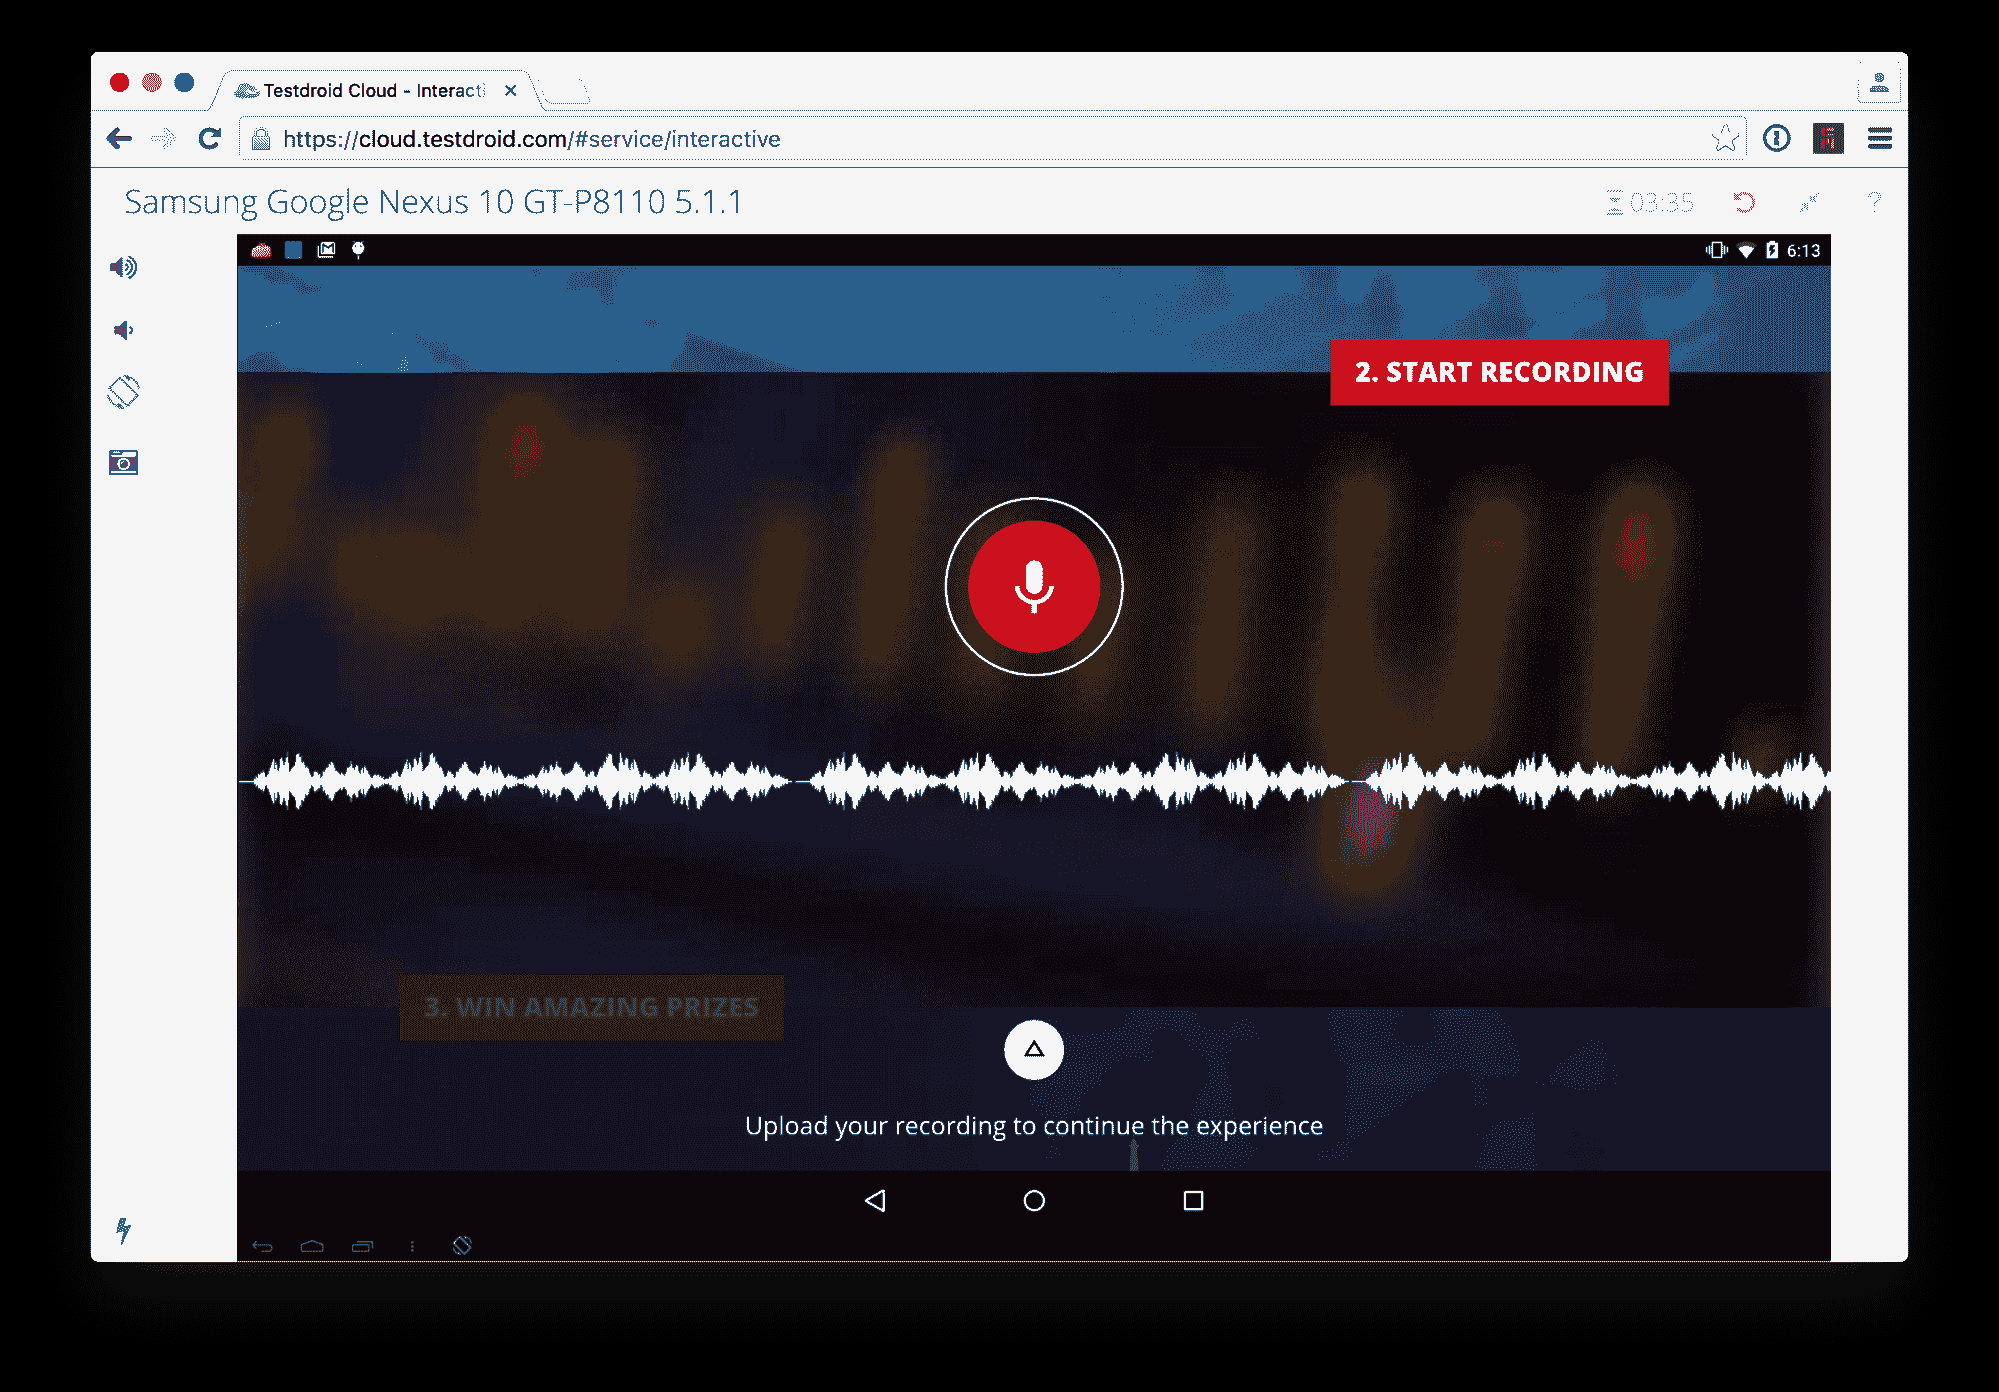 Testdroid Cloud - Interact
https://cloud.testdroid.com/#service/interactive
Samsung Google Nexus 10 GT-P8110 5.1.1
03:35
?
6:13
2. START RECORDING
3. WIN AMAZING PRIZES
Upload your recording to continue the experience